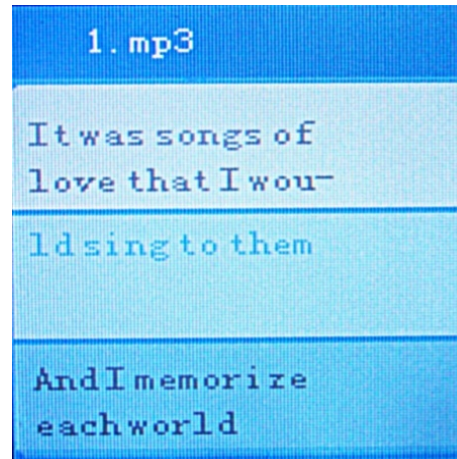 1.mp3
It was songs of
love that I wou-
ld sing to them
And I memorize
each world